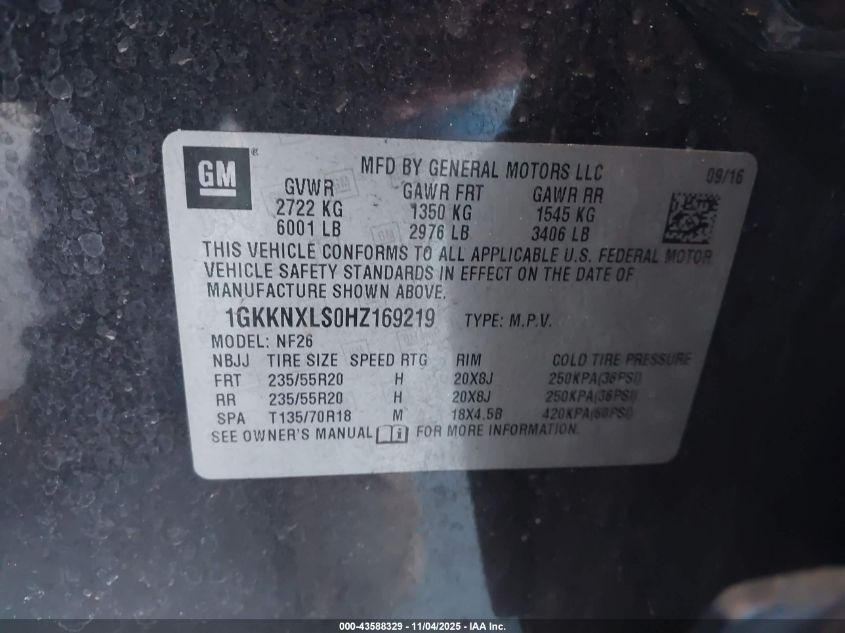 GM ® MFD BY GENERAL MOTORS LLC 09/16
GVWR GAWR FRT GAWR RR
2722 KG 1350 KG 1545 KG
6001 LB 2976 LB 3406 LB
THIS VEHICLE CONFORMS TO ALL APPLICABLE U.S. FEDERAL MOTOR
VEHICLE SAFETY STANDARDS IN EFFECT ON THE DATE OF
MANUFACTURE SHOWN ABOVE.
1GKKNXLS0HZ169219 TYPE: M.P.V.
MODEL: NF26
NBJJ TIRE SIZE SPEED RTG RIM COLD TIRE PRESSURE
FRT 235/55R20 H 20X8J 250KPA(36PSI)
RR 235/55R20 H 20X8J 250KPA(36PSI)
SPA T135/70R18 M 18X4.5B 420KPA(60PSI)
SEE OWNER'S MANUAL FOR MORE INFORMATION.
000-43588329 - 11/04/2025 - IAA Inc.